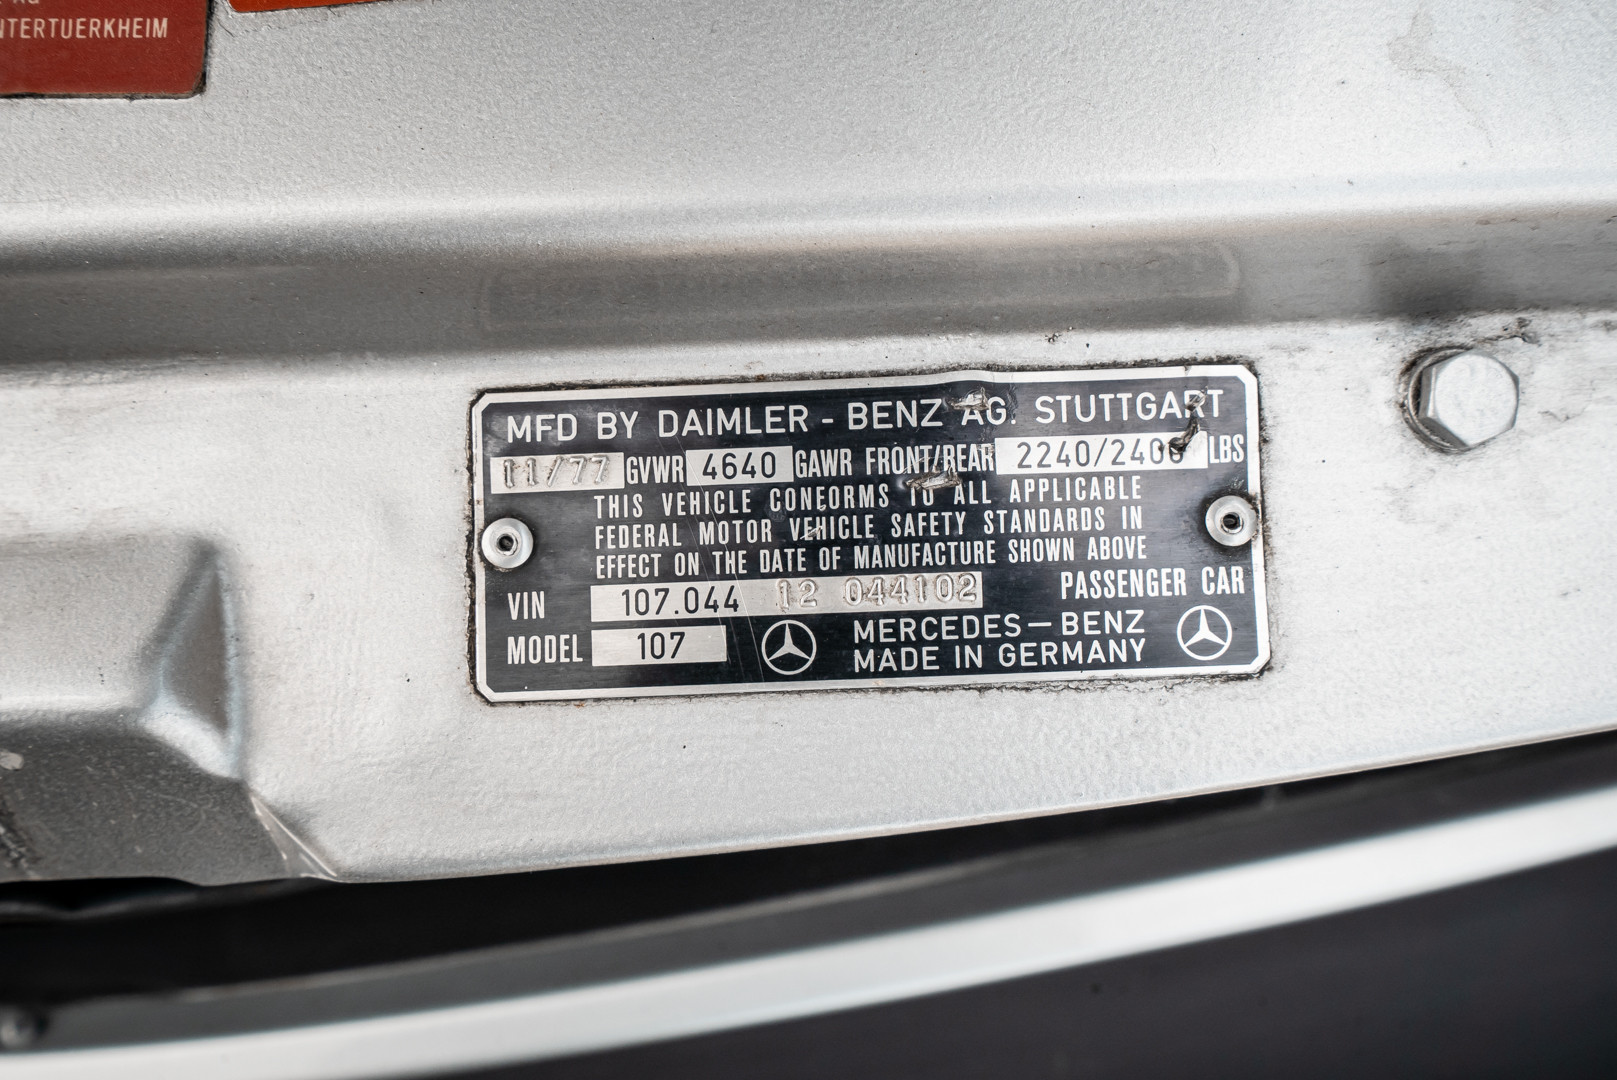 NTERTUERKHEIM
MFD BY DAIMLER - BENZ AG. STUTTGART
11/77 GVWR 4640 GAWR FRONT/REAR 2240/2400 LBS
THIS VEHICLE CONEORMS TO ALL APPLICABLE
FEDERAL MOTOR VEHICLE SAFETY STANDARDS IN
EFFECT ON THE DATE OF MANUFACTURE SHOWN ABOVE
PASSENGER CAR
VIN 107.044 12 044102
MODEL 107
MERCEDES - BENZ
MADE IN GERMANY